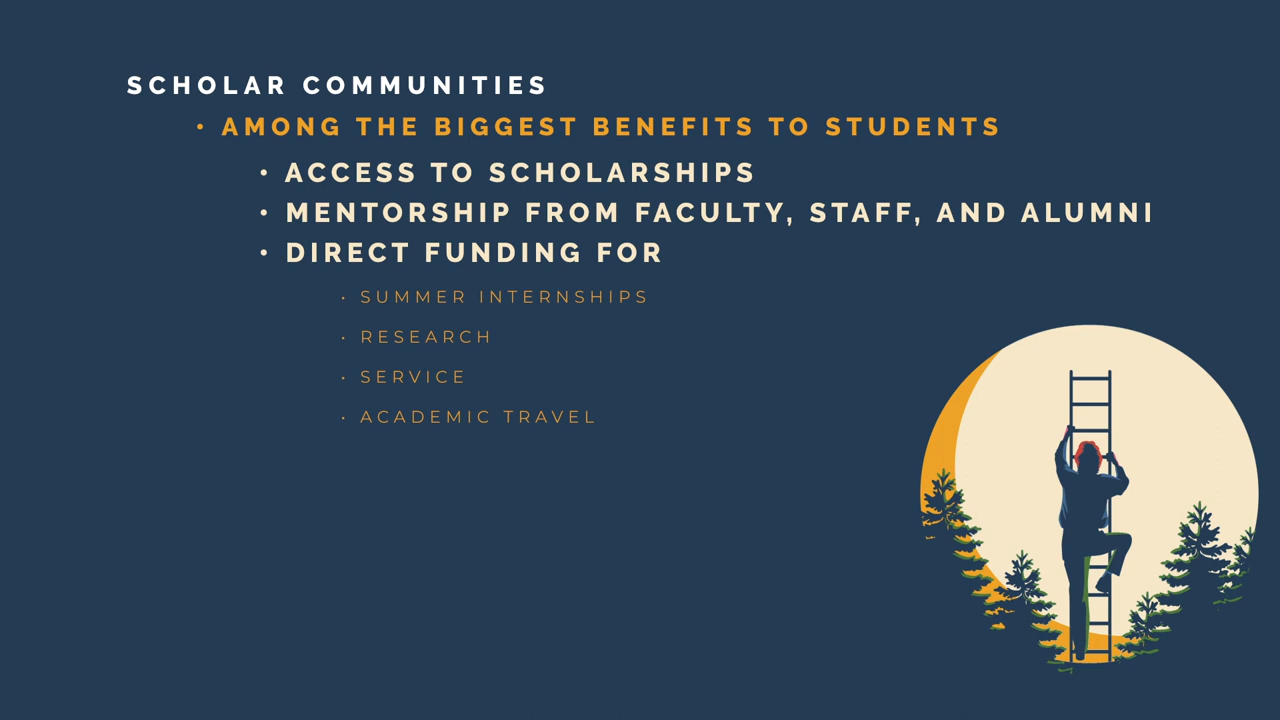 SCHOLAR COMMUNITIES
• AMONG THE BIGGEST BENEFITS TO STUDENTS
• ACCESS TO SCHOLARSHIPS
• MENTORSHIP FROM FACULTY, STAFF, AND ALUMNI
• DIRECT FUNDING FOR
• SUMMER INTERNSHIPS
• RESEARCH
• SERVICE
• ACADEMIC TRAVEL